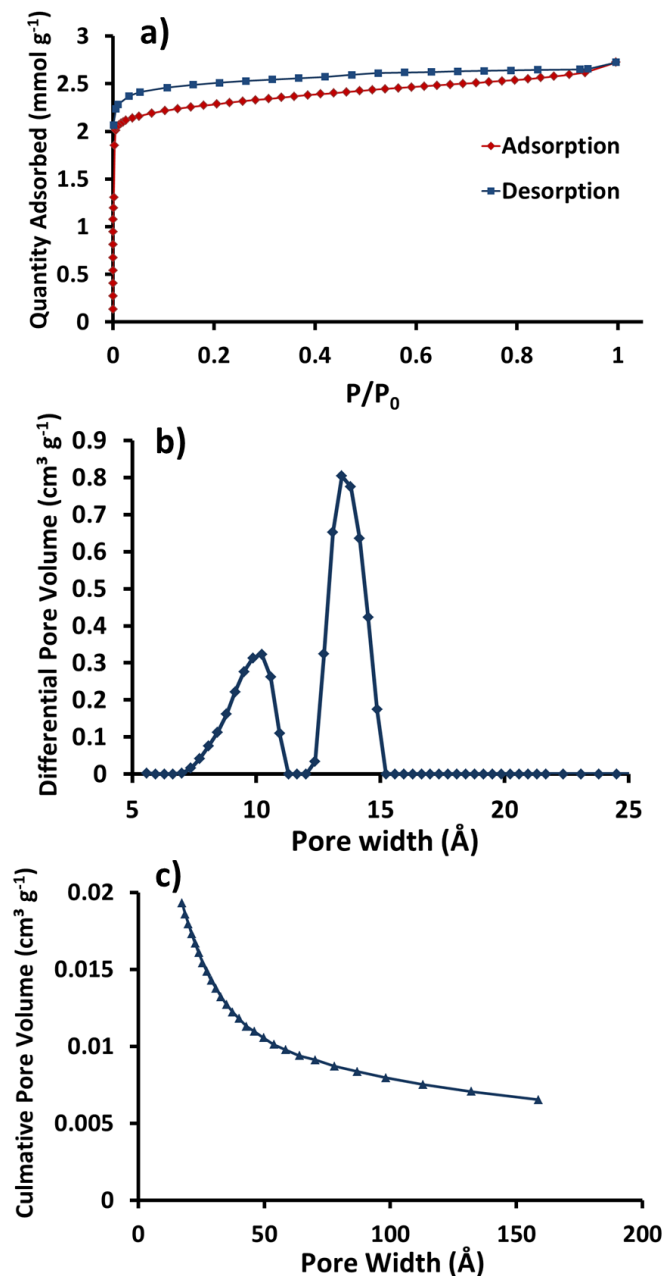 a)
Quantity Adsorbed (mmol g⁻¹)
3
2.5
2
1.5
1
0.5
0
Adsorption
Desorption
0 0.2 0.4 0.6 0.8 1
P/P₀
b)
Differential Pore Volume (cm³ g⁻¹)
0.9
0.8
0.7
0.6
0.5
0.4
0.3
0.2
0.1
0
5 10 15 20 25
Pore width (Å)
c)
Culmative Pore Volume (cm³ g⁻¹)
0.02
0.015
0.01
0.005
0
0 50 100 150 200
Pore Width (Å)